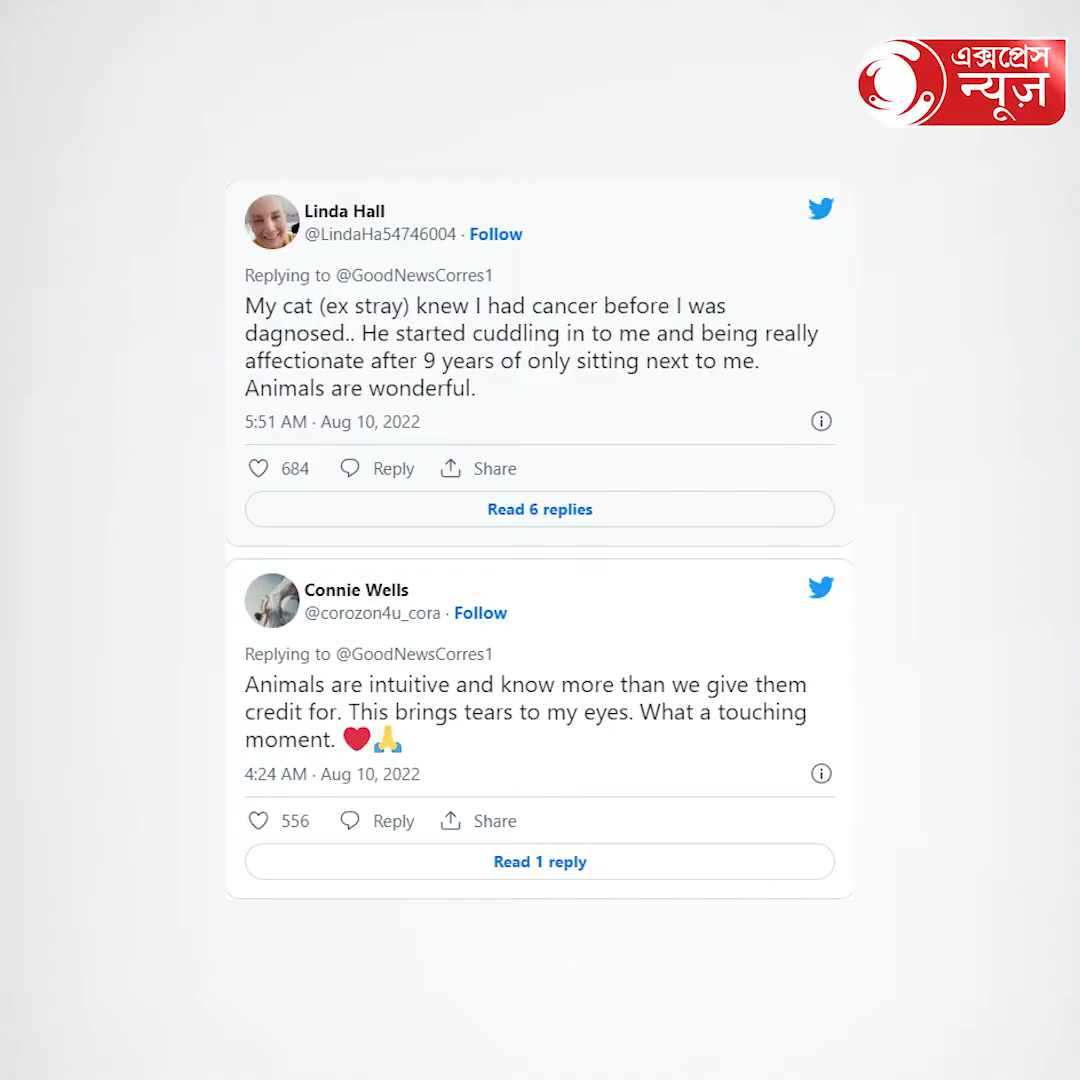 এক্সপ্রেস
न्यूज़
Linda Hall
@LindaHa54746004 · Follow
Replying to @GoodNewsCorres1
My cat (ex stray) knew I had cancer before I was
dagnosed.. He started cuddling in to me and being really
affectionate after 9 years of only sitting next to me.
Animals are wonderful.
5:51 AM · Aug 10, 2022
684 Reply Share
Read 6 replies
Connie Wells
@corozon4u_cora · Follow
Replying to @GoodNewsCorres1
Animals are intuitive and know more than we give them
credit for. This brings tears to my eyes. What a touching
moment. ❤️🙏
4:24 AM · Aug 10, 2022
556 Reply Share
Read 1 reply